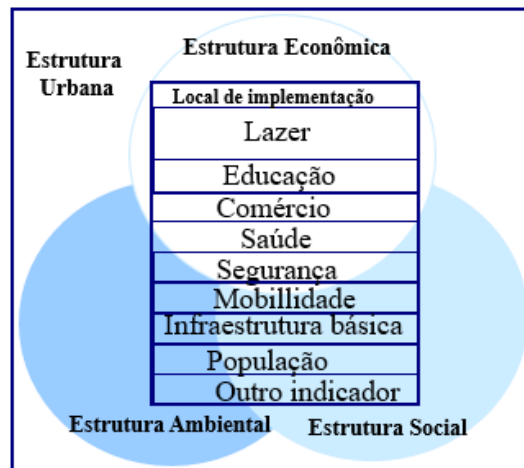 Estrutura Econômica
Estrutura
Urbana
Local de implementação
Lazer
Educação
Comércio
Saúde
Segurança
Mobillidade
Infraestrutura básica
População
Outro indicador
Estrutura Ambiental
Estrutura Social